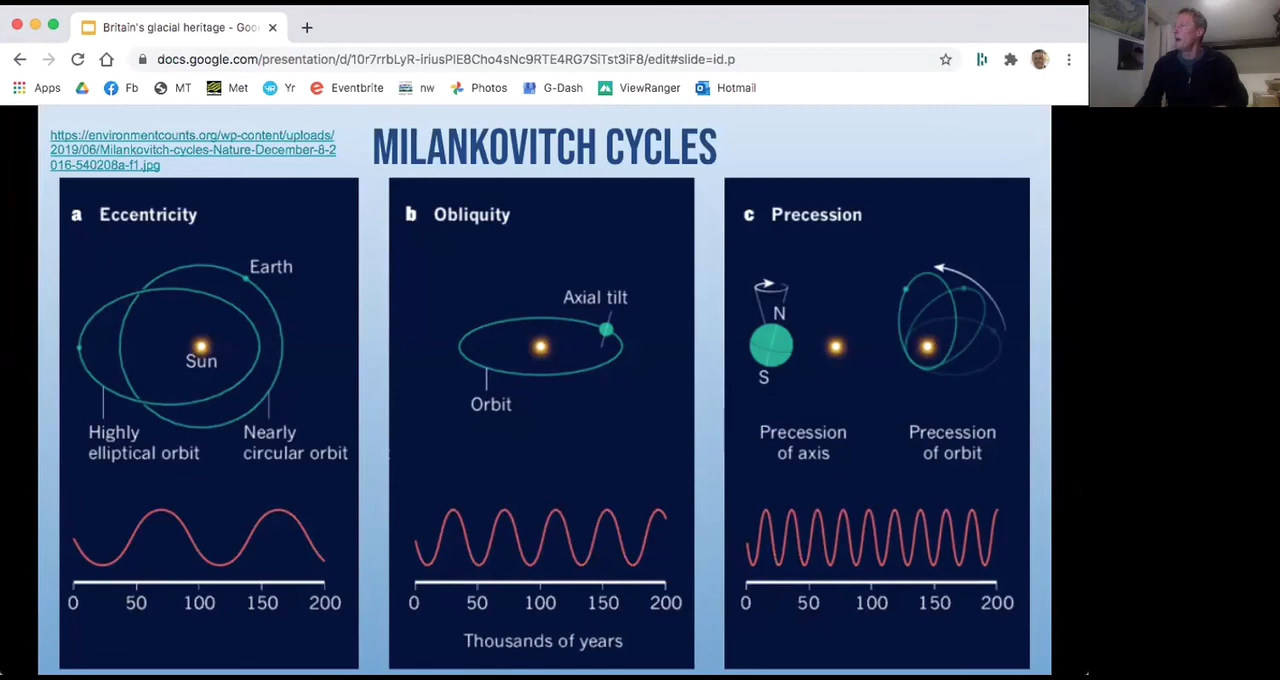 Britain's glacial heritage - Goo
docs.google.com/presentation/d/10r7rrbLyR-iriusPlE8Cho4sNc9RTE4RG7SiTst3iF8/edit#slide=id.p
Apps Fb MT Met Yr Eventbrite nw Photos G-Dash ViewRanger Hotmail
https://environmentcounts.org/wp-content/uploads/
2019/06/Milankovitch-cycles-Nature-December-8-2
016-540208a-f1.jpg
MILANKOVITCH CYCLES
a Eccentricity
Earth
Sun
Highly
elliptical orbit
Nearly
circular orbit
0 50 100 150 200
b Obliquity
Axial tilt
Orbit
0 50 100 150 200
Thousands of years
c Precession
N
S
Precession
of axis
Precession
of orbit
0 50 100 150 200